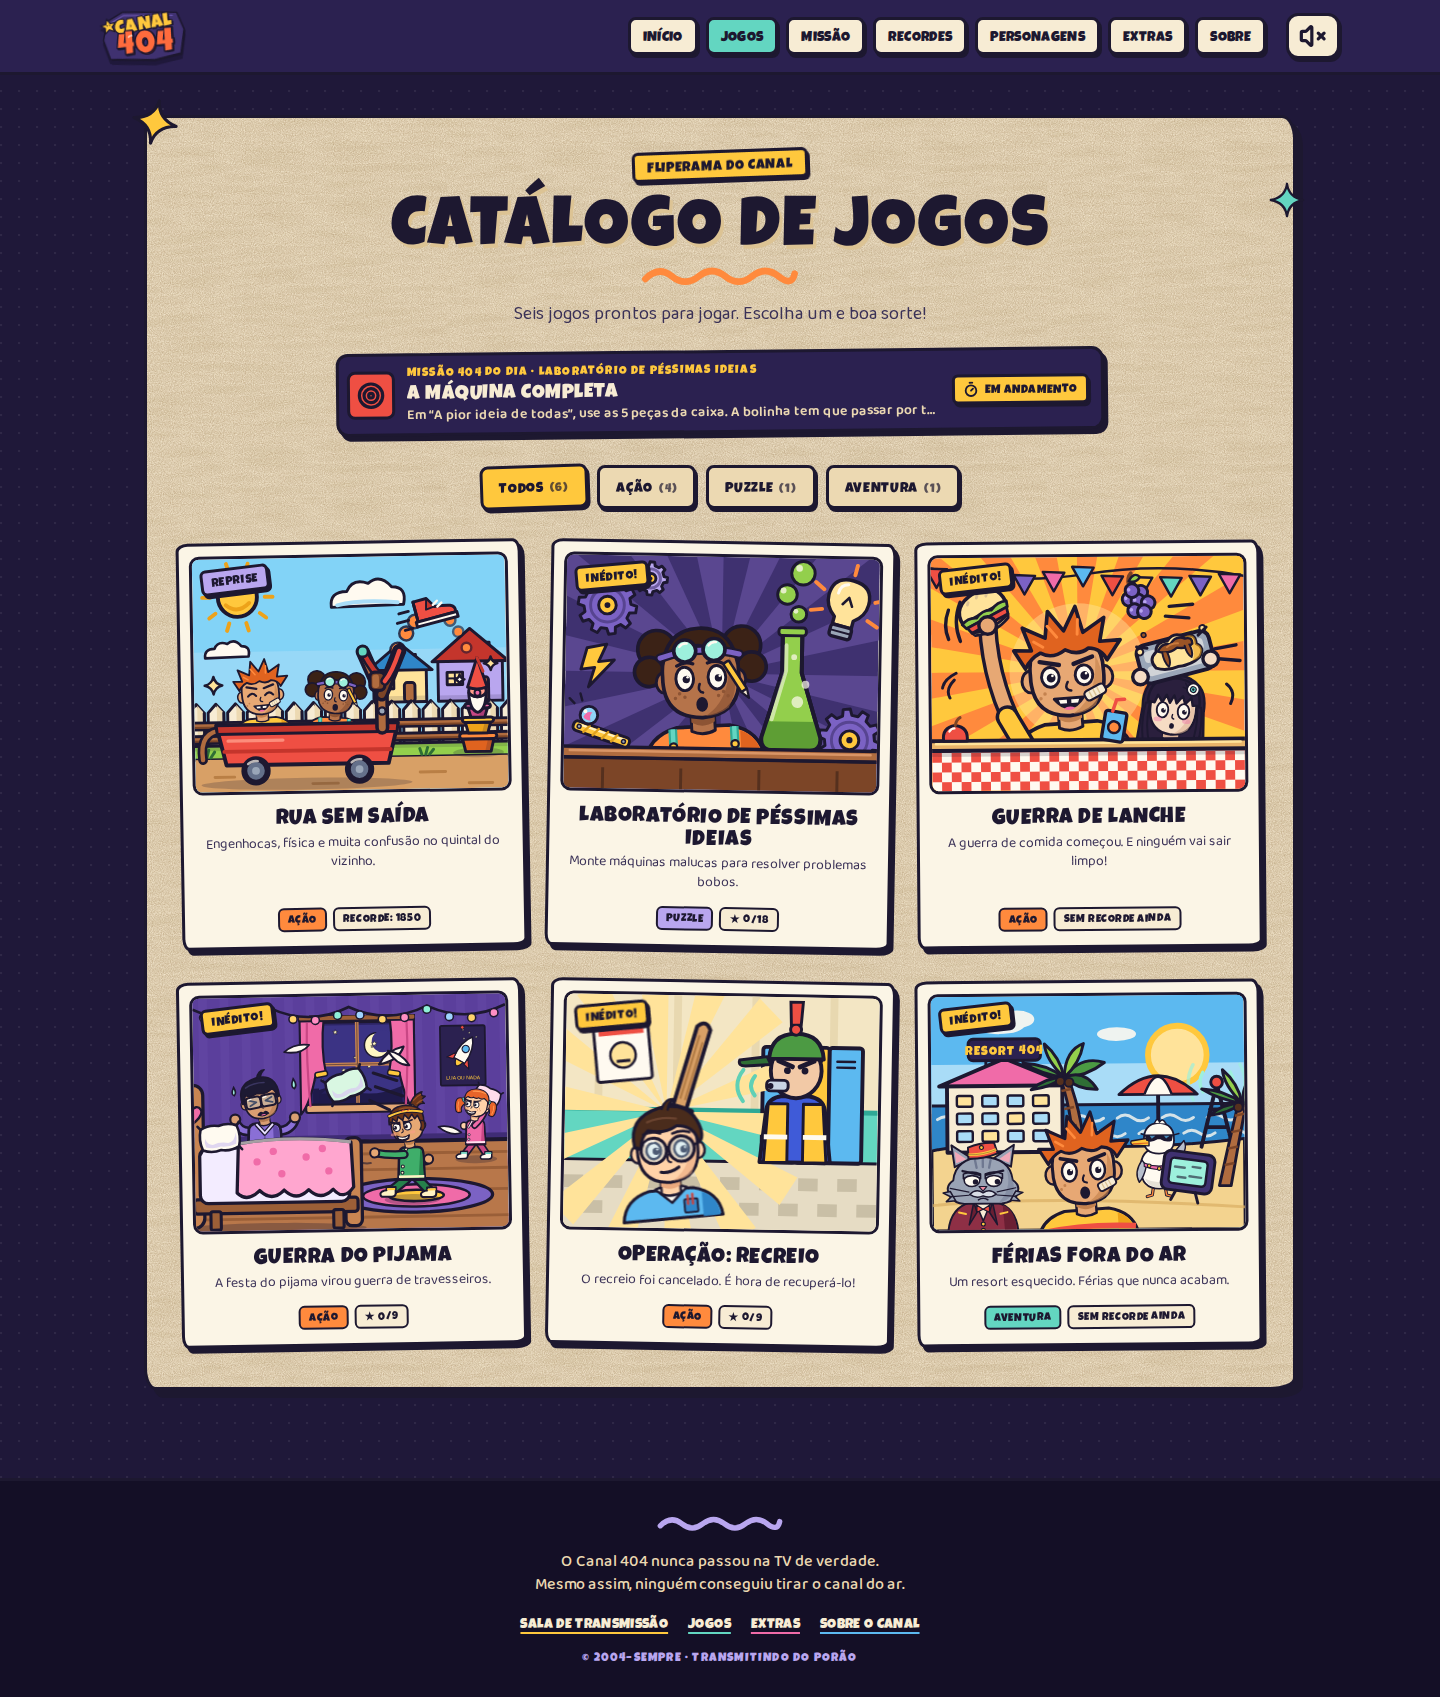 CANAL
404
INÍCIO
JOGOS
MISSÃO
RECORDES
PERSONAGENS
EXTRAS
SOBRE
FLIPERAMA DO CANAL
CATÁLOGO DE JOGOS
Seis jogos prontos para jogar. Escolha um e boa sorte!
MISSÃO 404 DO DIA · LABORATÓRIO DE PÉSSIMAS IDEIAS
A MÁQUINA COMPLETA
Em “A pior ideia de todas”, use as 5 peças da caixa. A bolinha tem que passar por t...
EM ANDAMENTO
TODOS (6)
AÇÃO (4)
PUZZLE (1)
AVENTURA (1)
REPRISE
RUA SEM SAÍDA
Engenhocas, física e muita confusão no quintal do
vizinho.
AÇÃO
RECORDE: 1850
INÉDITO!
LABORATÓRIO DE PÉSSIMAS
IDEIAS
Monte máquinas malucas para resolver problemas
bobos.
PUZZLE
★ 0/18
INÉDITO!
GUERRA DE LANCHE
A guerra de comida começou. E ninguém vai sair
limpo!
AÇÃO
SEM RECORDE AINDA
INÉDITO!
LUA OU NADA
GUERRA DO PIJAMA
A festa do pijama virou guerra de travesseiros.
AÇÃO
★ 0/9
INÉDITO!
OPERAÇÃO: RECREIO
O recreio foi cancelado. É hora de recuperá-lo!
AÇÃO
★ 0/9
INÉDITO!
RESORT 404
FÉRIAS FORA DO AR
Um resort esquecido. Férias que nunca acabam.
AVENTURA
SEM RECORDE AINDA
O Canal 404 nunca passou na TV de verdade.
Mesmo assim, ninguém conseguiu tirar o canal do ar.
SALA DE TRANSMISSÃO
JOGOS
EXTRAS
SOBRE O CANAL
© 2004–SEMPRE · TRANSMITINDO DO PORÃO